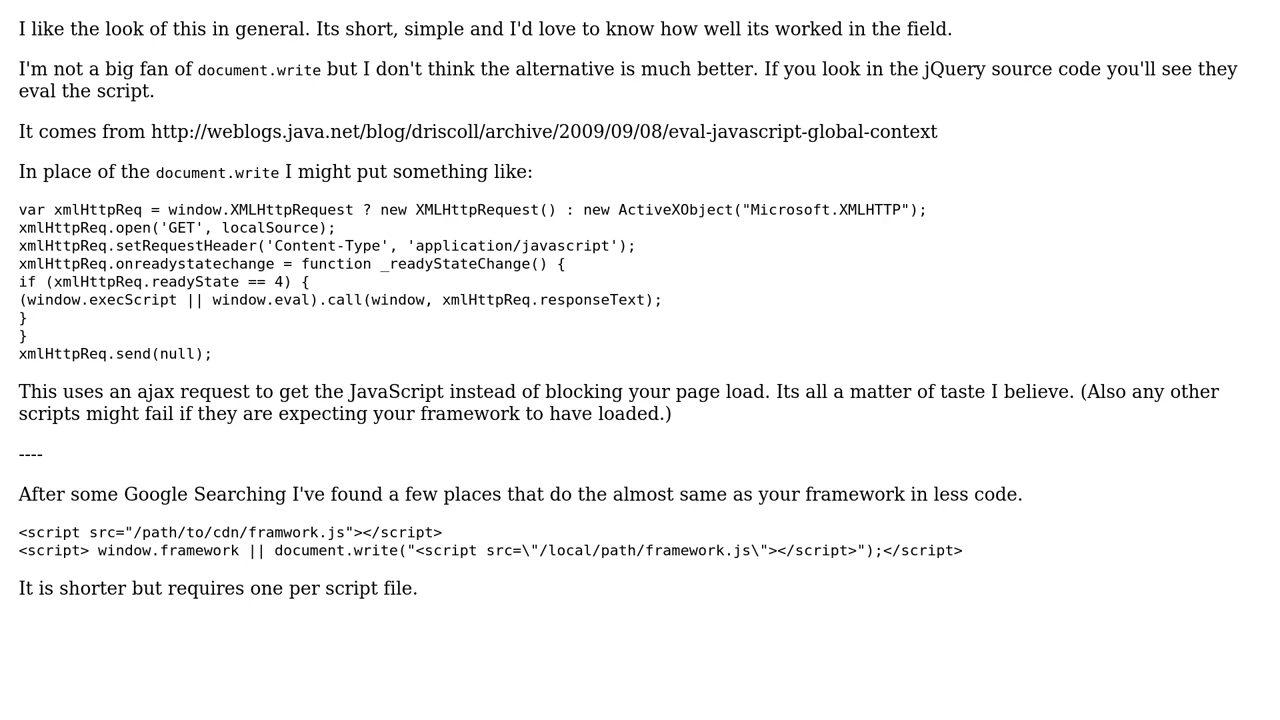 I like the look of this in general. Its short, simple and I'd love to know how well its worked in the field.
I'm not a big fan of document.write but I don't think the alternative is much better. If you look in the jQuery source code you'll see they
eval the script.
It comes from http://weblogs.java.net/blog/driscoll/archive/2009/09/08/eval-javascript-global-context
In place of the document.write I might put something like:
var xmlHttpReq = window.XMLHttpRequest ? new XMLHttpRequest() : new ActiveXObject("Microsoft.XMLHTTP");
xmlHttpReq.open('GET', localSource);
xmlHttpReq.setRequestHeader('Content-Type', 'application/javascript');
xmlHttpReq.onreadystatechange = function _readyStateChange() {
if (xmlHttpReq.readyState == 4) {
(window.execScript || window.eval).call(window, xmlHttpReq.responseText);
}
}
xmlHttpReq.send(null);
This uses an ajax request to get the JavaScript instead of blocking your page load. Its all a matter of taste I believe. (Also any other
scripts might fail if they are expecting your framework to have loaded.)
----
After some Google Searching I've found a few places that do the almost same as your framework in less code.
<script src="/path/to/cdn/framwork.js"></script>
<script> window.framework || document.write("<script src=\"/local/path/framework.js\"></script>");</script>
It is shorter but requires one per script file.